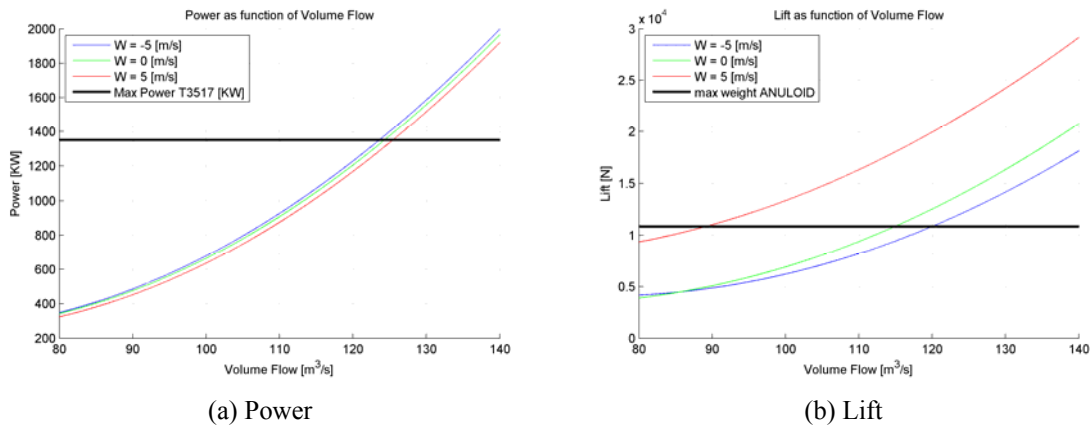 Power as function of Volume Flow
2000
1800
1600
1400
1200
1000
800
600
400
200
80
90
100
110
120
130
140
Power [KW]
Volume Flow [m³/s]
W = -5 [m/s]
W = 0 [m/s]
W = 5 [m/s]
Max Power T3517 [KW]
(a) Power
Lift as function of Volume Flow
x 10⁴
3
2.5
2
1.5
1
0.5
0
80
90
100
110
120
130
140
Lift [N]
Volume Flow [m³/s]
W = -5 [m/s]
W = 0 [m/s]
W = 5 [m/s]
max weight ANULOID
(b) Lift